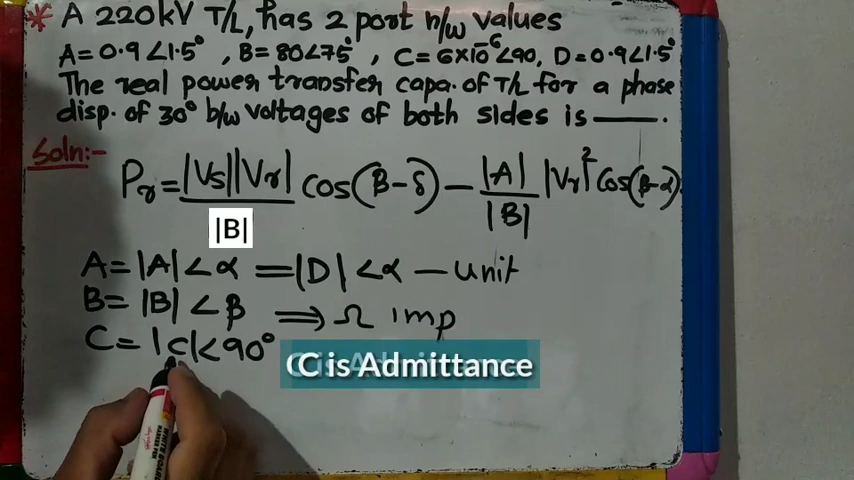 * A 220kV T/L, has 2 port n/w values
A=0.9∠1.5°, B=80∠75°, C=6×10⁻⁶∠90, D=0.9∠1.5°
The real power transfer capa. of T/L for a phase
disp. of 30° b/w voltages of both sides is ____.
Soln:-
Pr = |Vs||Vr| / |B| cos(β-δ) - |A| / |B| |Vr|² cos(β-α)
A=|A|∠α =|D|∠α - unit
B=|B|∠β ⇒ Ω imp
C=|C|∠90°
C is Admittance